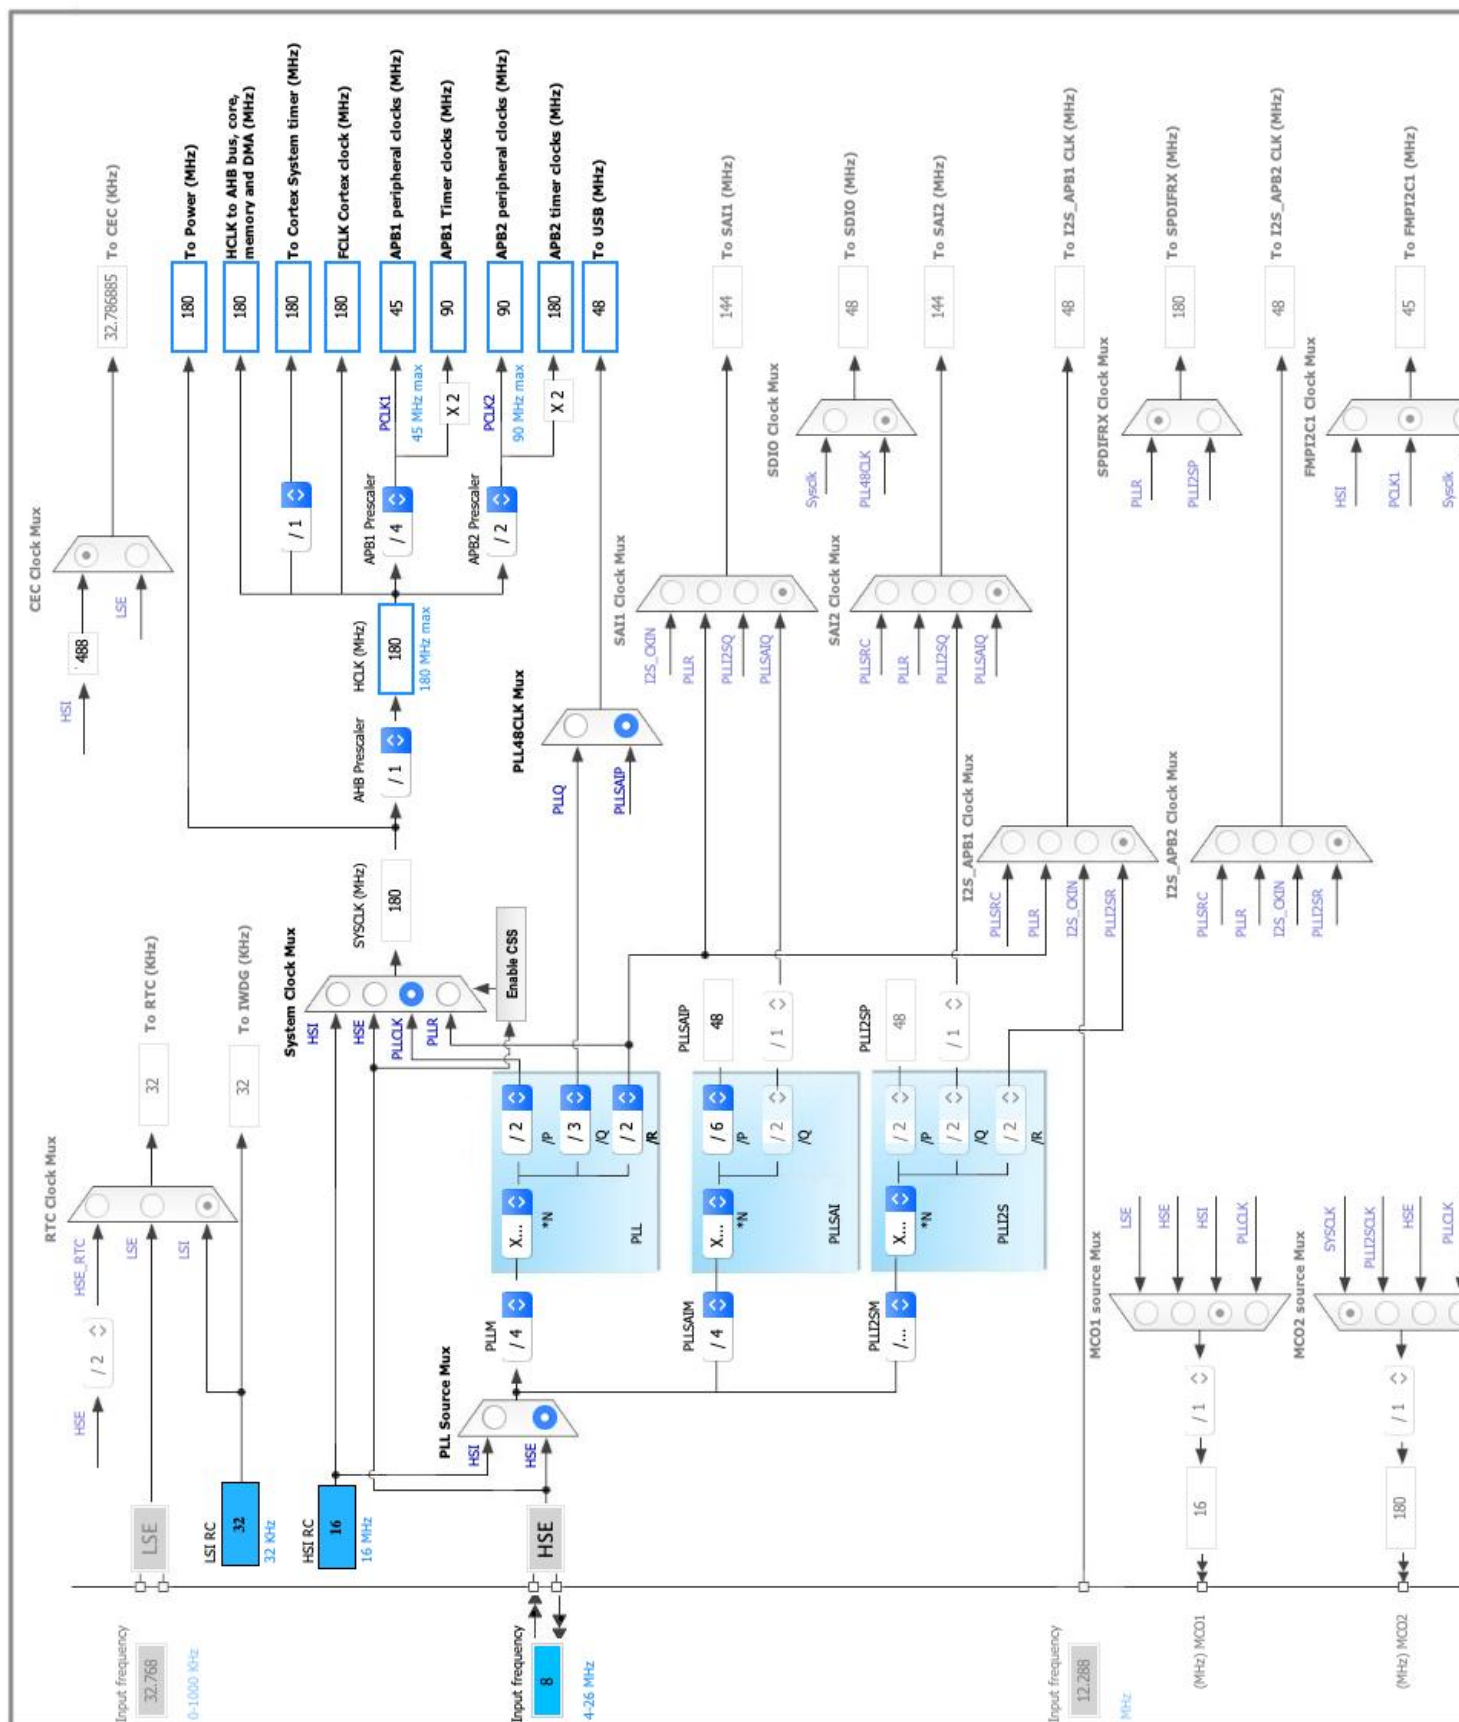 CEC Clock Mux
HSI
488
32.786885
To CEC (KHz)
LSE
RTC Clock Mux
HSE
/ 2
HSE_RTC
Input frequency
32.768
0-1000 KHz
LSE
LSE
LSI
32
To RTC (KHz)
LSI RC
32
32 KHz
32
To IWDG (KHz)
180
To Power (MHz)
180
HCLK to AHB bus, core,
memory and DMA (MHz)
/ 1
180
To Cortex System timer (MHz)
180
FCLK Cortex clock (MHz)
System Clock Mux
HSI RC
16
16 MHz
HSI
HSE
PLLCLK
PLLR
SYSCLK (MHz)
180
AHB Prescaler
/ 1
HCLK (MHz)
180
180 MHz max
APB1 Prescaler
/ 4
PCLK1
45 MHz max
45
APB1 peripheral clocks (MHz)
X 2
90
APB1 Timer clocks (MHz)
APB2 Prescaler
/ 2
PCLK2
90 MHz max
90
APB2 peripheral clocks (MHz)
X 2
180
APB2 timer clocks (MHz)
Enable CSS
PLL Source Mux
HSI
HSE
Input frequency
8
4-26 MHz
HSE
PLLM
/ 4
X...
*N
/ 2
/P
/ 3
/Q
/ 2
/R
PLL
PLL48CLK Mux
PLLQ
PLLSAIP
48
To USB (MHz)
PLLSAIM
/ 4
X...
*N
/ 6
/P
/ 2
/Q
PLLSAI
PLLSAIP
48
/ 1
SAI1 Clock Mux
I2S_CKIN
PLLR
PLLI2SQ
PLLSAIQ
144
To SAI1 (MHz)
SDIO Clock Mux
Sysclk
PLL48CLK
48
To SDIO (MHz)
PLLI2SM
/...
X...
*N
/ 2
/P
/ 2
/Q
/ 2
/R
PLLI2S
PLLI2SP
48
/ 1
SAI2 Clock Mux
PLLSRC
PLLR
PLLI2SQ
PLLSAIQ
144
To SAI2 (MHz)
I2S_APB1 Clock Mux
PLLSRC
PLLR
I2S_CKIN
PLLI2SR
48
To I2S_APB1 CLK (MHz)
Input frequency
12.288
MHz
SPDIFRX Clock Mux
PLLR
PLLI2SP
180
To SPDIFRX (MHz)
MCO1 source Mux
LSE
HSE
HSI
PLLCLK
/ 1
16
(MHz) MCO1
I2S_APB2 Clock Mux
PLLSRC
PLLR
I2S_CKIN
PLLI2SR
48
To I2S_APB2 CLK (MHz)
MCO2 source Mux
SYSCLK
PLLI2SCLK
HSE
PLLCLK
/ 1
180
(MHz) MCO2
FMPI2C1 Clock Mux
HSI
PCLK1
Sysclk
45
To FMPI2C1 (MHz)